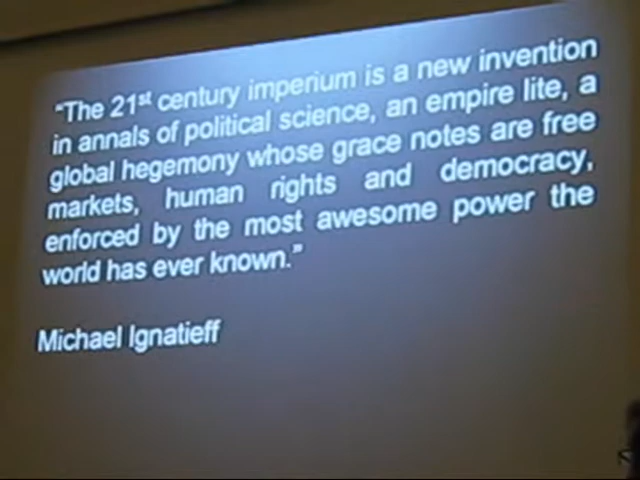 "The 21st century imperium is a new invention
in annals of political science, an empire lite, a
global hegemony whose grace notes are free
markets, human rights and democracy,
enforced by the most awesome power the
world has ever known."
Michael Ignatieff